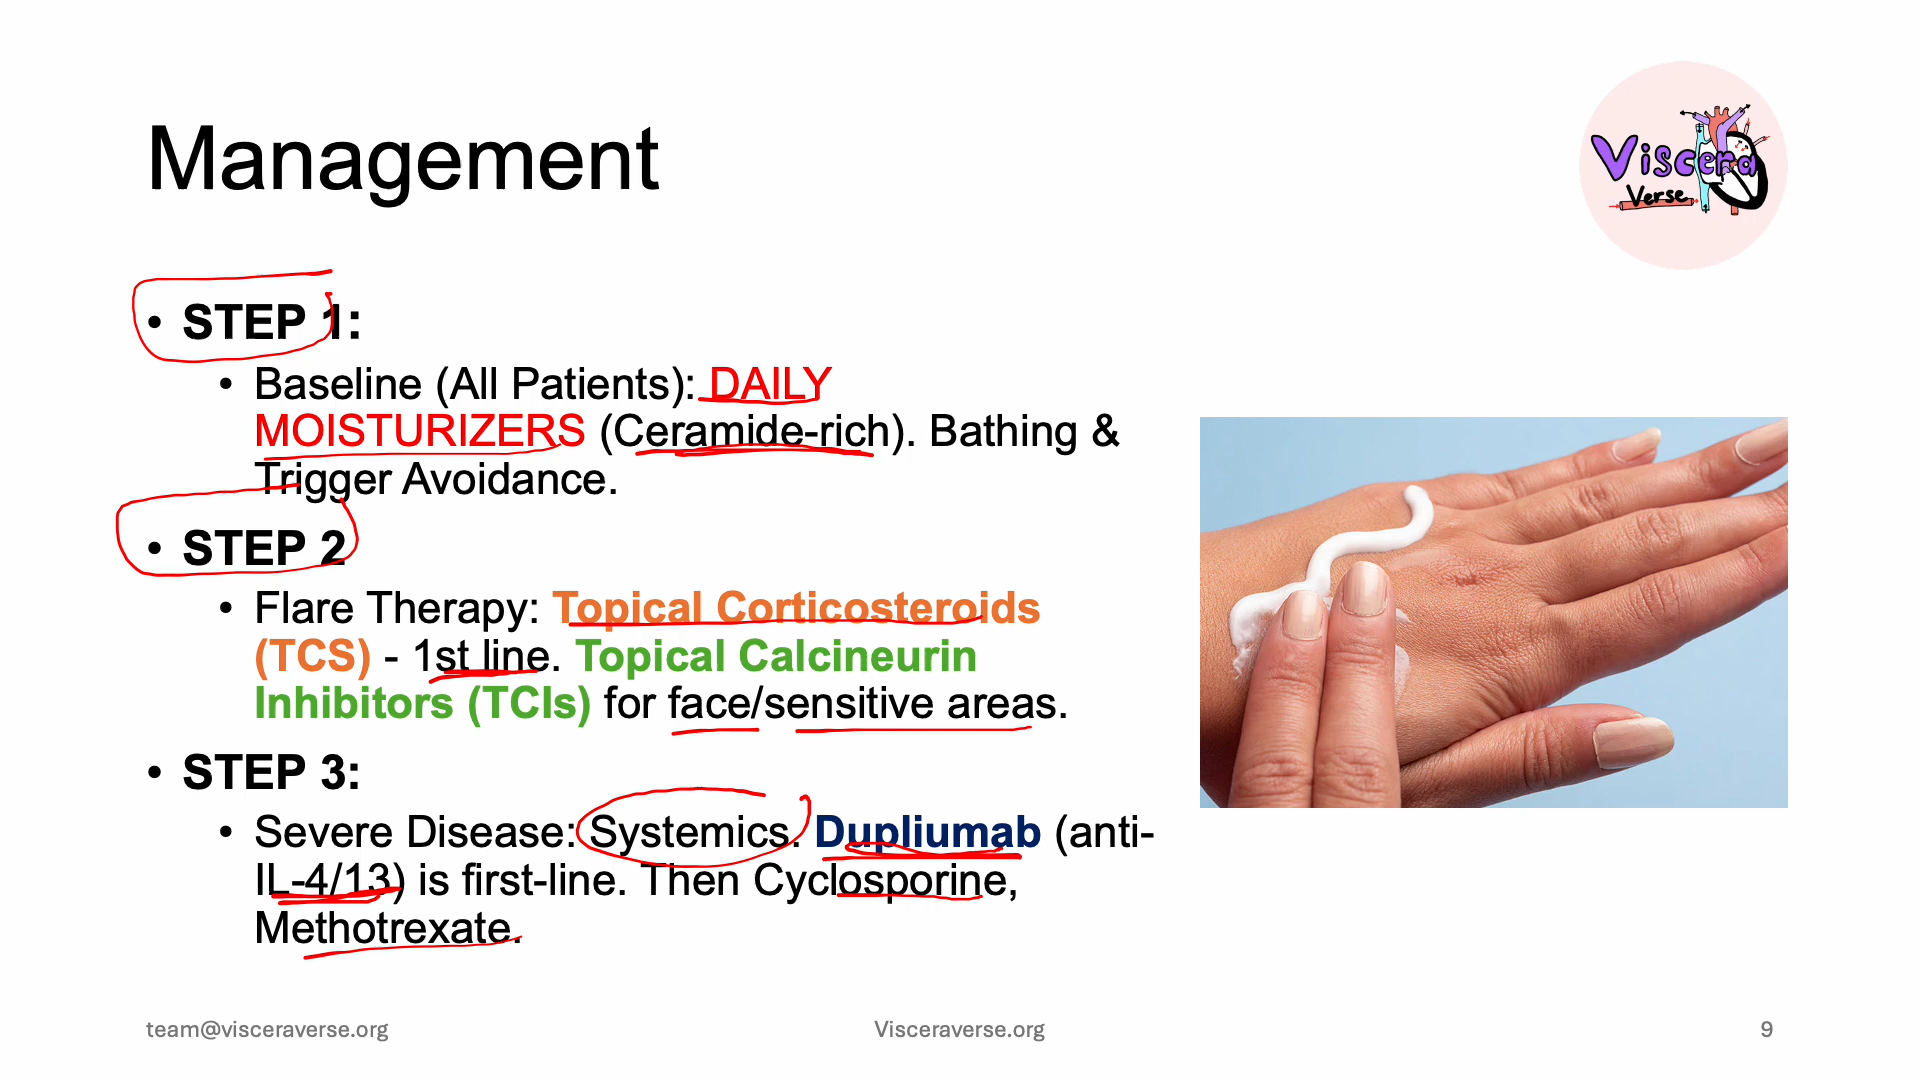 Management
Viscera
Verse
• STEP 1:
• Baseline (All Patients): DAILY
MOISTURIZERS (Ceramide-rich). Bathing &
Trigger Avoidance.
• STEP 2
• Flare Therapy: Topical Corticosteroids
(TCS) - 1st line. Topical Calcineurin
Inhibitors (TCIs) for face/sensitive areas.
• STEP 3:
• Severe Disease: Systemics. Dupliumab (anti-
IL-4/13) is first-line. Then Cyclosporine,
Methotrexate.
team@visceraverse.org
Visceraverse.org
9